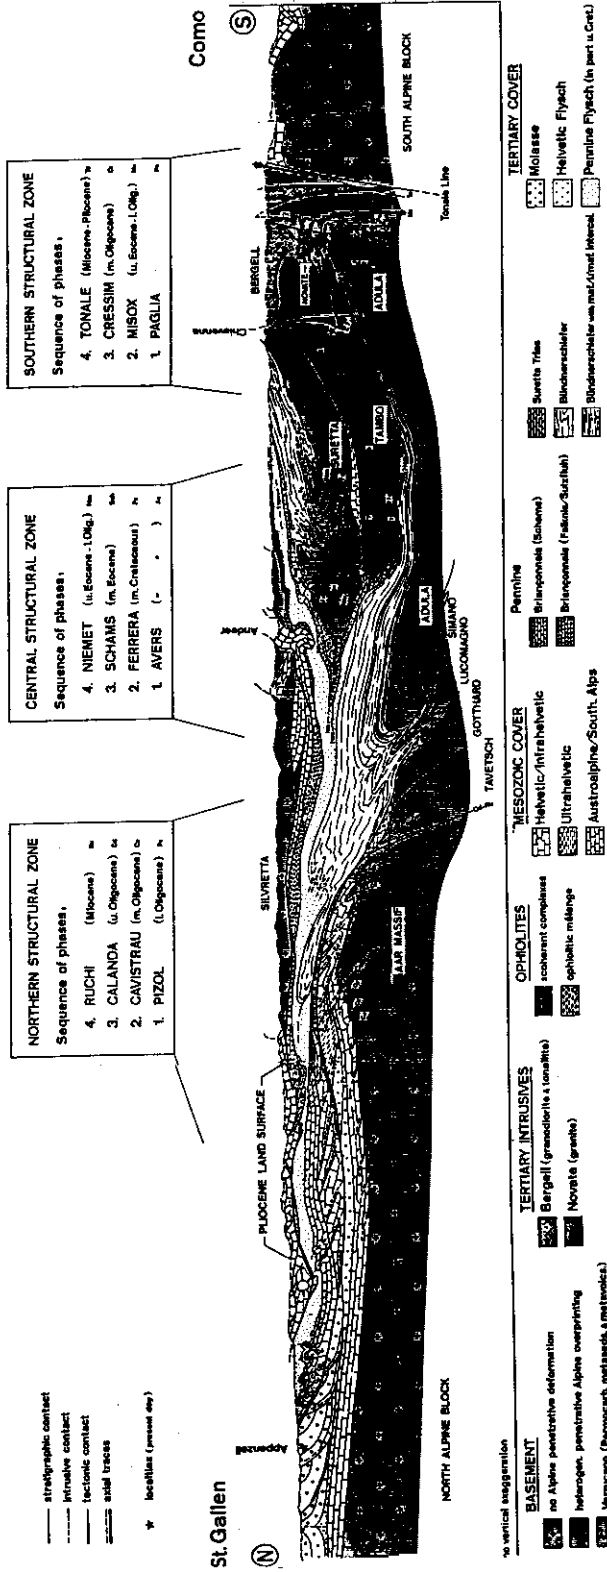 NORTHERN STRUCTURAL ZONE
Sequence of phases:
4. RUCHI (Miocene)
3. CALANDA (u. Oligocene)
2. CAVISTRAU (m. Oligocene)
1. PIZOL (l. Oligocene)
CENTRAL STRUCTURAL ZONE
Sequence of phases:
4. NIEMET (u. Eocene-l. Olig.)
3. SCHAMS (m. Eocene)
2. FERRERA (m. Cretaceous)
1. AVERS ( " " )
SOUTHERN STRUCTURAL ZONE
Sequence of phases:
4. TONALE (Miocene-Pliocene)
3. CRESSIM (m. Oligocene)
2. MISOX (u. Eocene-l. Olig.)
1. PAGLIA
stratigraphic contact
intrusive contact
tectonic contact
axial traces
* localities (present day)
St. Gallen
N
Como
S
Appenzell
PLIOCENE LAND SURFACE
SILVRETTA
Andeer
Chiavenna
BERGELL
AAR MASSIF
SURETTA
TAMBO
ADULA
ADULA
SIMANO
LUCOMAGNO
GOTTHARD
TAVETSCH
Tonale Line
NORTH ALPINE BLOCK
SOUTH ALPINE BLOCK
no vertical exaggeration
BASEMENT
no Alpine penetrative deformation
heterogen. penetrative Alpine overprinting
TERTIARY INTRUSIVES
Bergell (granodiorite & tonalite)
Novate (granite)
OPHIOLITES
coherent complexes
ophiolitic mélange
MESOZOIC COVER
Helvetic/Infrahelvetic
Ultrahelvetic
Austroalpine/South. Alps
Pennine
Briançonnais (Schams)
Briançonnais (Falknis/Sulzfluh)
Suretta Trias
Bündnerschiefer
TERTIARY COVER
Molasse
Helvetic Flysch
Pennine Flysch (in part u. Cret.)